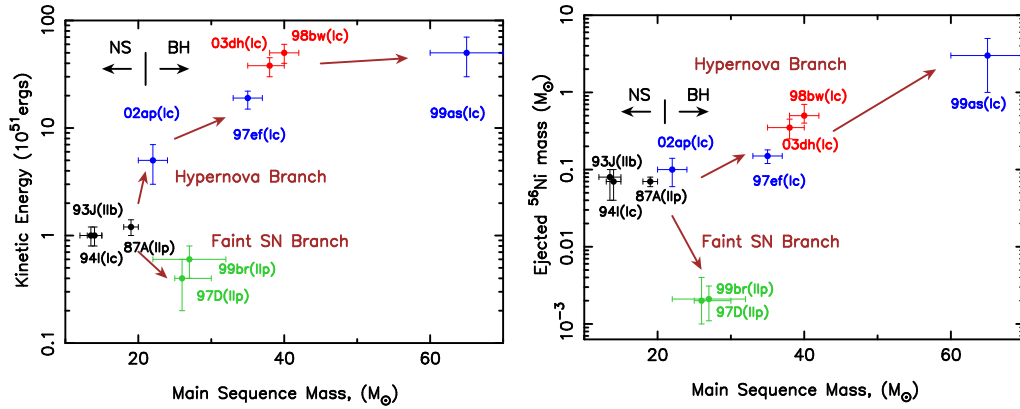 Kinetic Energy (10^51 ergs)
100
10
1
0.1
NS BH
03dh(Ic)
98bw(Ic)
02ap(Ic)
97ef(Ic)
99as(Ic)
Hypernova Branch
93J(IIb)
94I(Ic)
87A(IIp)
Faint SN Branch
99br(IIp)
97D(IIp)
20 40 60
Main Sequence Mass, (M☉)
Ejected ^56Ni mass (M☉)
10
1
0.1
0.01
10^−3
Hypernova Branch
NS BH
98bw(Ic)
99as(Ic)
02ap(Ic)
03dh(Ic)
93J(IIb)
97ef(Ic)
87A(IIp)
94I(Ic)
Faint SN Branch
99br(IIp)
97D(IIp)
20 40 60
Main Sequence Mass, (M☉)